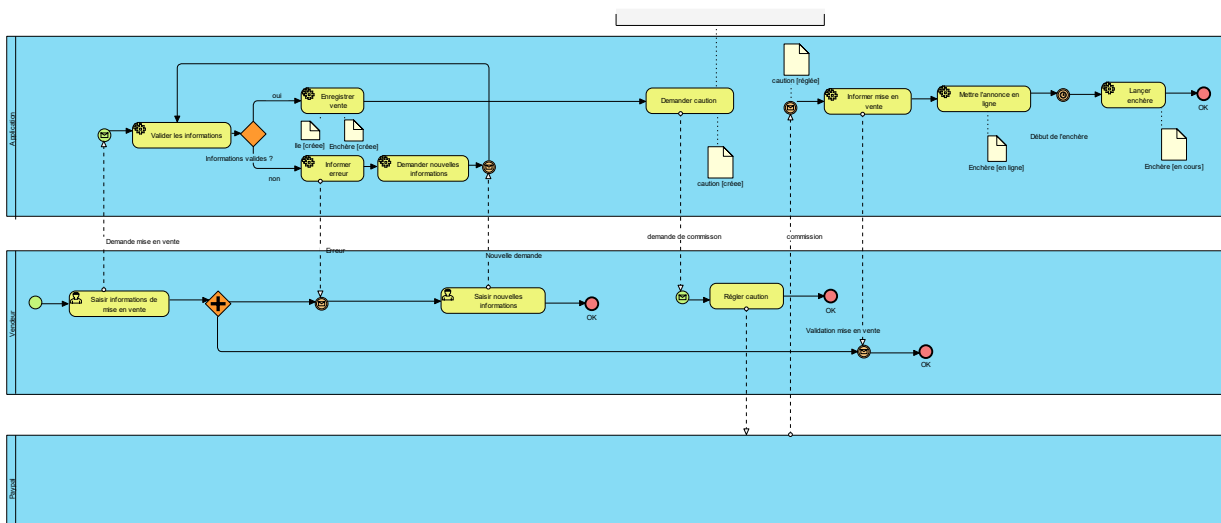 Application
caution [réglée]
oui
Enregistrer
vente
Demander caution
Informer mise en
vente
Mettre l'annonce en
ligne
Lançer
enchère
OK
Valider les informations
lle [créee]
Enchère [créee]
Début de l'enchère
Informations valides ?
non
Informer
erreur
Demander nouvelles
informations
caution [créee]
Enchère [en ligne]
Enchère [en cours]
Demande mise en vente
Erreur
Nouvelle demande
demande de commisson
commission
Vendeur
Saisir informations de
mise en vente
Saisir nouvelles
informations
OK
Régler caution
OK
Validation mise en vente
OK
Paypal